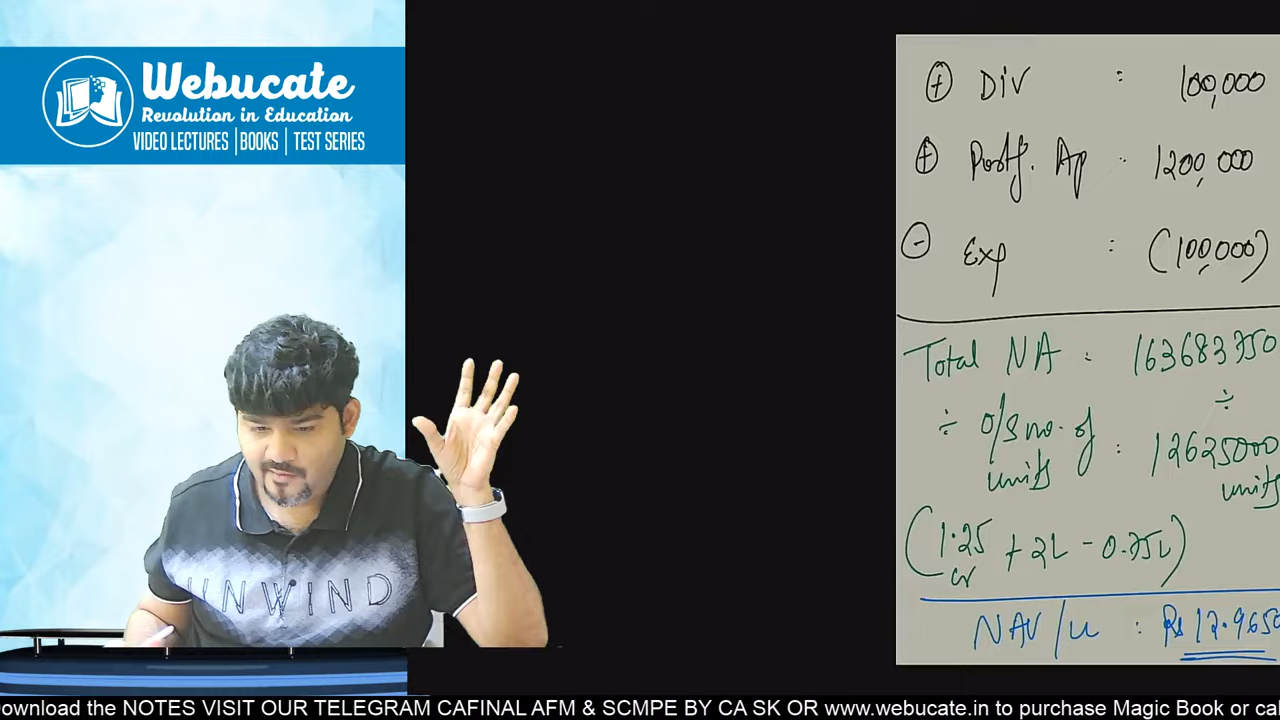 Webucate
Revolution in Education
VIDEO LECTURES | BOOKS | TEST SERIES
UNWIND
(+) Div : 100,000
(+) Portf. Ap : 1200,000
(-) Exp : (100,000)
Total NA : 163683750
÷ ÷
o/s no. of
units : 12625000
units
(1.25 cr + 2L - 0.75L)
NAV/u : Rs 12.9650
ownload the NOTES VISIT OUR TELEGRAM CAFINAL AFM & SCMPE BY CA SK OR www.webucate.in to purchase Magic Book or ca